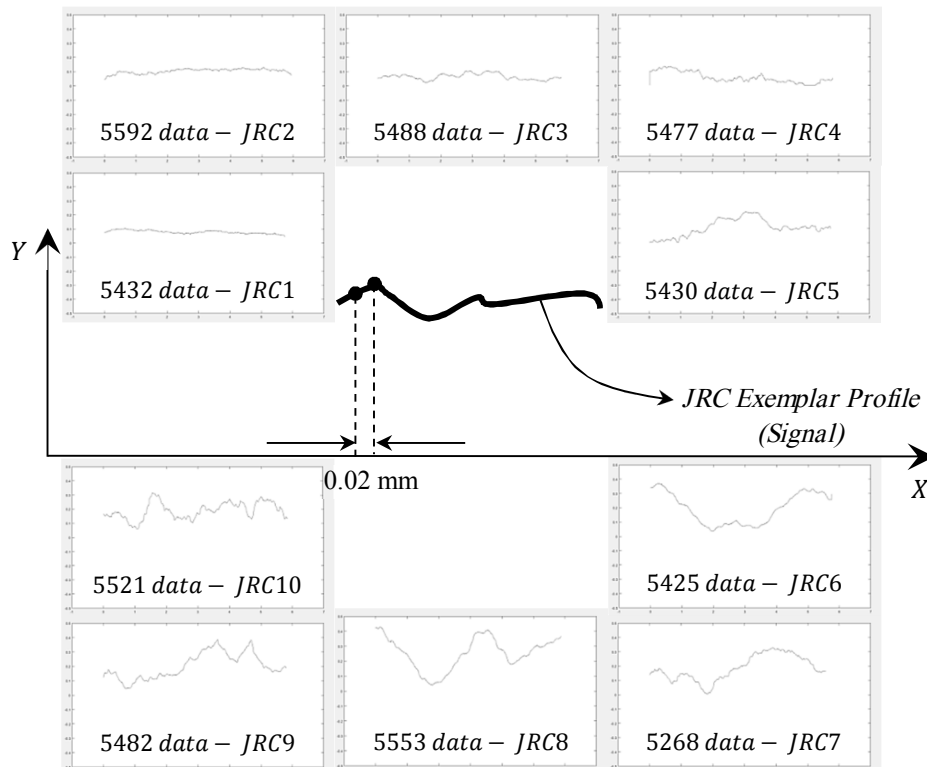 5592 data − JRC2
5488 data − JRC3
5477 data − JRC4
5432 data − JRC1
5430 data − JRC5
Y
JRC Exemplar Profile
(Signal)
0.02 mm
X
5521 data − JRC10
5425 data − JRC6
5482 data − JRC9
5553 data − JRC8
5268 data − JRC7